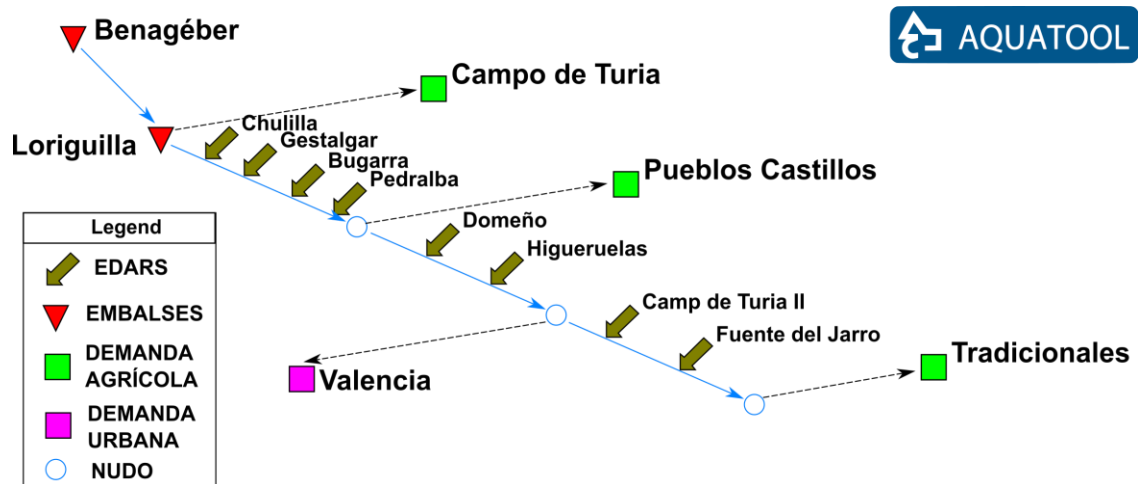 Benagéber
AQUATOOL
Campo de Turia
Chulilla
Loriguilla
Gestalgar
Bugarra
Pedralba
Pueblos Castillos
Legend
EDARS
EMBALSES
DEMANDA
AGRÍCOLA
DEMANDA
URBANA
NUDO
Domeño
Higueruelas
Camp de Turia II
Fuente del Jarro
Valencia
Tradicionales